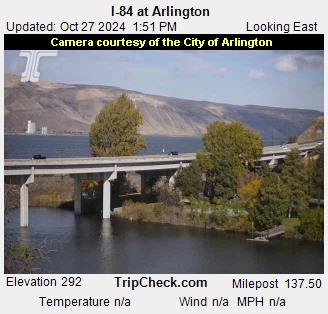 I-84 at Arlington
Updated: Oct 27 2024 1:51 PM Looking East
Camera courtesy of the City of Arlington
Elevation 292 TripCheck.com Milepost 137.50
Temperature n/a Wind n/a MPH n/a